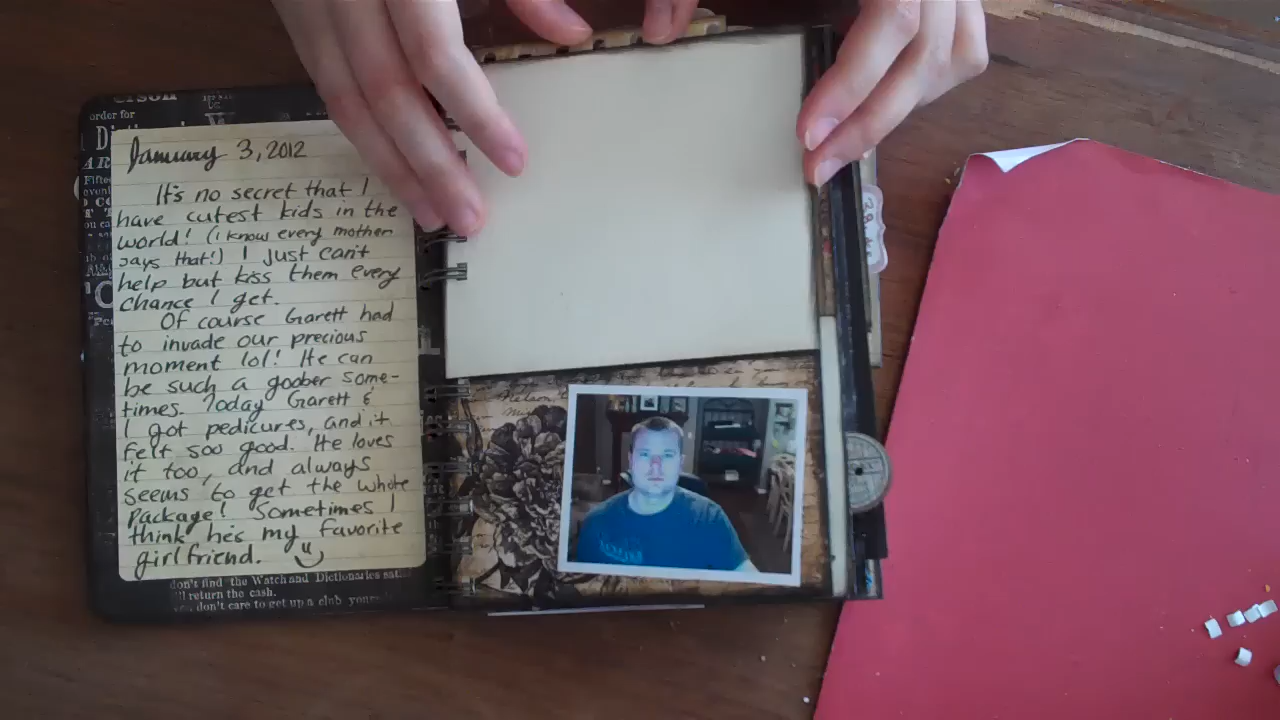 order for
January 3, 2012
It's no secret that I
have cutest kids in the
world! (i know every mother
says that!) I just can't
help but kiss them every
chance I get.
Of course Garett had
to invade our precious
moment lol! He can
be such a goober some-
times. Today Garett &
I got pedicures, and it
felt soo good. He loves
it too, and always
seems to get the whole
package! Sometimes I
think he's my favorite
girlfriend.
don't find the Watch and Dictionaries
ll return the cash.
you don't care to get up a club